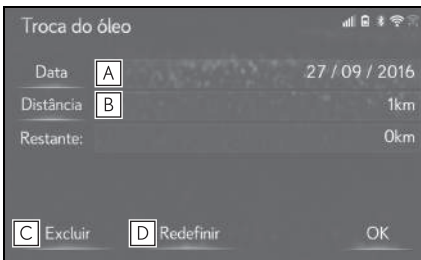 Troca do óleo
Data A 27 / 09 / 2016
Distância B 1km
Restante: 0km
C Excluir D Redefinir OK